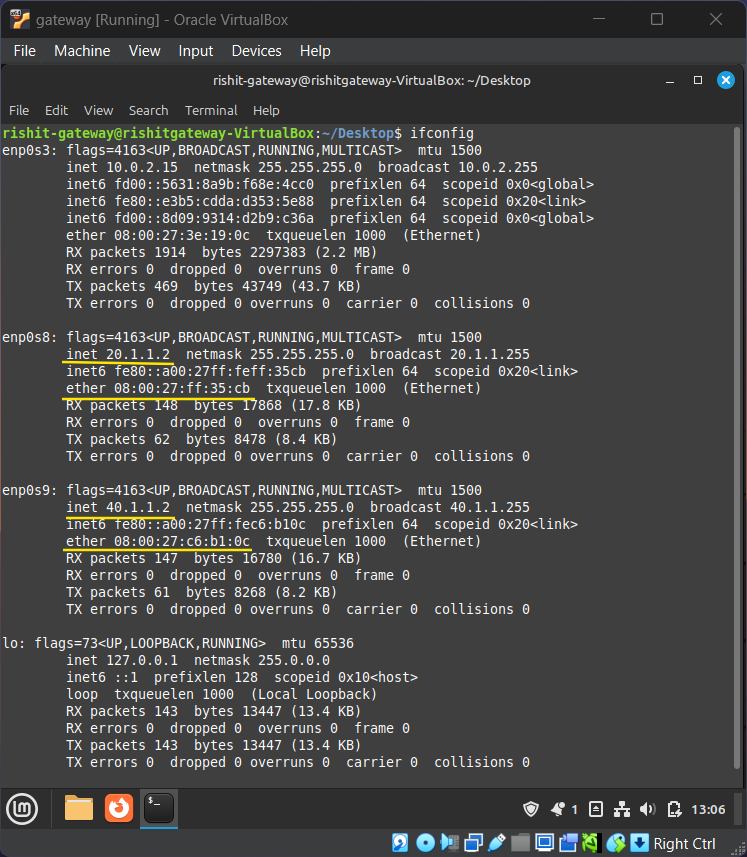 gateway [Running] - Oracle VirtualBox
File Machine View Input Devices Help
rishit-gateway@rishitgateway-VirtualBox: ~/Desktop
File Edit View Search Terminal Help
rishit-gateway@rishitgateway-VirtualBox:~/Desktop$ ifconfig
enp0s3: flags=4163<UP,BROADCAST,RUNNING,MULTICAST>  mtu 1500
        inet 10.0.2.15  netmask 255.255.255.0  broadcast 10.0.2.255
        inet6 fd00::5631:8a9b:f68e:4cc0  prefixlen 64  scopeid 0x0<global>
        inet6 fe80::e3b5:cdda:d353:5e88  prefixlen 64  scopeid 0x20<link>
        inet6 fd00::8d09:9314:d2b9:c36a  prefixlen 64  scopeid 0x0<global>
        ether 08:00:27:3e:19:0c  txqueuelen 1000  (Ethernet)
        RX packets 1914  bytes 2297383 (2.2 MB)
        RX errors 0  dropped 0  overruns 0  frame 0
        TX packets 469  bytes 43749 (43.7 KB)
        TX errors 0  dropped 0 overruns 0  carrier 0  collisions 0
enp0s8: flags=4163<UP,BROADCAST,RUNNING,MULTICAST>  mtu 1500
        inet 20.1.1.2  netmask 255.255.255.0  broadcast 20.1.1.255
        inet6 fe80::a00:27ff:feff:35cb  prefixlen 64  scopeid 0x20<link>
        ether 08:00:27:ff:35:cb  txqueuelen 1000  (Ethernet)
        RX packets 148  bytes 17868 (17.8 KB)
        RX errors 0  dropped 0  overruns 0  frame 0
        TX packets 62  bytes 8478 (8.4 KB)
        TX errors 0  dropped 0 overruns 0  carrier 0  collisions 0
enp0s9: flags=4163<UP,BROADCAST,RUNNING,MULTICAST>  mtu 1500
        inet 40.1.1.2  netmask 255.255.255.0  broadcast 40.1.1.255
        inet6 fe80::a00:27ff:fec6:b10c  prefixlen 64  scopeid 0x20<link>
        ether 08:00:27:c6:b1:0c  txqueuelen 1000  (Ethernet)
        RX packets 147  bytes 16780 (16.7 KB)
        RX errors 0  dropped 0  overruns 0  frame 0
        TX packets 61  bytes 8268 (8.2 KB)
        TX errors 0  dropped 0 overruns 0  carrier 0  collisions 0
lo: flags=73<UP,LOOPBACK,RUNNING>  mtu 65536
        inet 127.0.0.1  netmask 255.0.0.0
        inet6 ::1  prefixlen 128  scopeid 0x10<host>
        loop  txqueuelen 1000  (Local Loopback)
        RX packets 143  bytes 13447 (13.4 KB)
        RX errors 0  dropped 0  overruns 0  frame 0
        TX packets 143  bytes 13447 (13.4 KB)
        TX errors 0  dropped 0 overruns 0  carrier 0  collisions 0
1 13:06
Right Ctrl